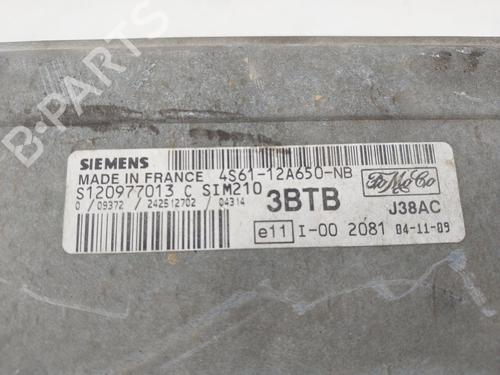 B-PARTS
SIEMENS
MADE IN FRANCE 4S61-12A650-NB
S120977013 C SIM210
0 / 09372 / 242512702 / 04314
3BTB
FoMoCo
J38AC
e11 I-00 2081 04-11-09